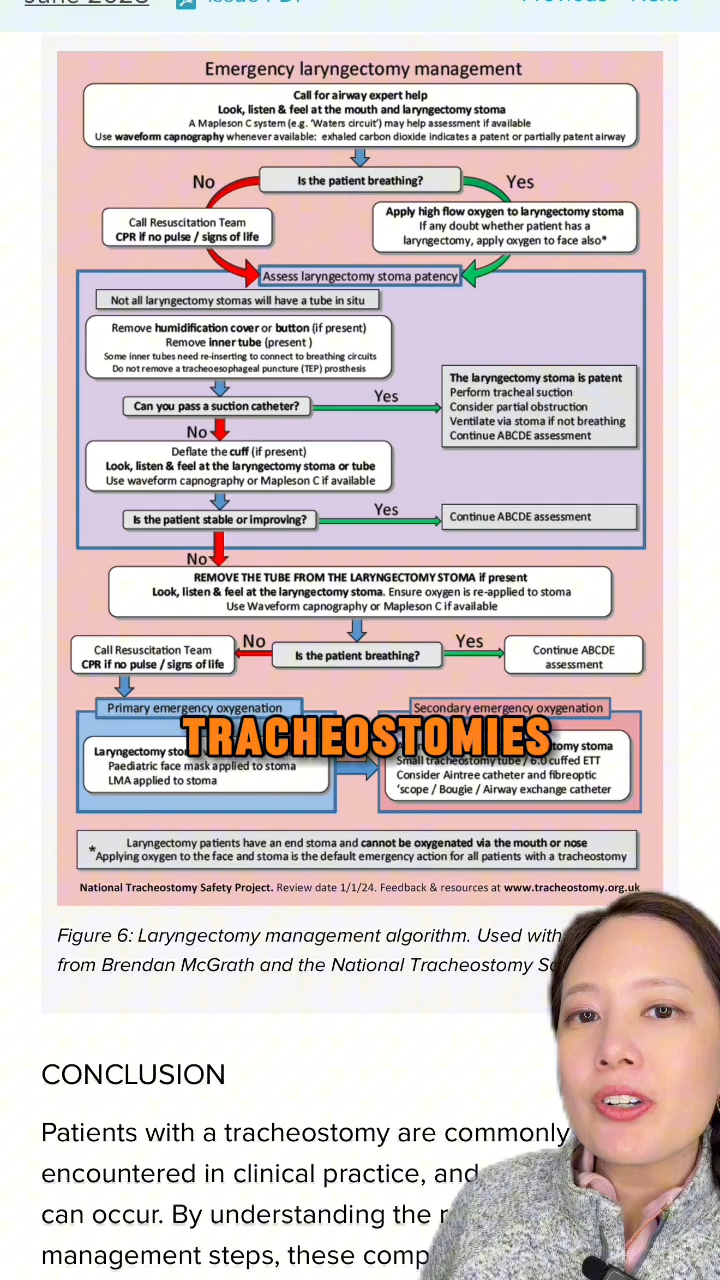 Emergency laryngectomy management
Call for airway expert help
Look, listen & feel at the mouth and laryngectomy stoma
A Mapleson C system (e.g. ‘Waters circuit’) may help assessment if available
Use waveform capnography whenever available: exhaled carbon dioxide indicates a patent or partially patent airway
Is the patient breathing?
No
Yes
Call Resuscitation Team
CPR if no pulse / signs of life
Apply high flow oxygen to laryngectomy stoma
If any doubt whether patient has a
laryngectomy, apply oxygen to face also*
Assess laryngectomy stoma patency
Not all laryngectomy stomas will have a tube in situ
Remove humidification cover or button (if present)
Remove inner tube (present )
Some inner tubes need re-inserting to connect to breathing circuits
Do not remove a tracheoesophageal puncture (TEP) prosthesis
Can you pass a suction catheter?
Yes
The laryngectomy stoma is patent
Perform tracheal suction
Consider partial obstruction
Ventilate via stoma if not breathing
Continue ABCDE assessment
No
Deflate the cuff (if present)
Look, listen & feel at the laryngectomy stoma or tube
Use waveform capnography or Mapleson C if available
Is the patient stable or improving?
Yes
Continue ABCDE assessment
No
REMOVE THE TUBE FROM THE LARYNGECTOMY STOMA if present
Look, listen & feel at the laryngectomy stoma. Ensure oxygen is re-applied to stoma
Use Waveform capnography or Mapleson C if available
Call Resuscitation Team
CPR if no pulse / signs of life
No
Is the patient breathing?
Yes
Continue ABCDE
assessment
Primary emergency oxygenation
Laryngectomy
Paediatric face mask applied to stoma
LMA applied to stoma
Secondary emergency oxygenation
stoma
Small tracheostomy tube / 6.0 cuffed ETT
Consider Aintree catheter and fibreoptic
‘scope / Bougie / Airway exchange catheter
TRACHEOSTOMIES
Laryngectomy patients have an end stoma and cannot be oxygenated via the mouth or nose
*Applying oxygen to the face and stoma is the default emergency action for all patients with a tracheostomy
National Tracheostomy Safety Project. Review date 1/1/24. Feedback & resources at www.tracheostomy.org.uk
Figure 6: Laryngectomy management algorithm. Used with
from Brendan McGrath and the National Tracheostomy
CONCLUSION
Patients with a tracheostomy are commonly
encountered in clinical practice, and
can occur. By understanding the
management steps, these